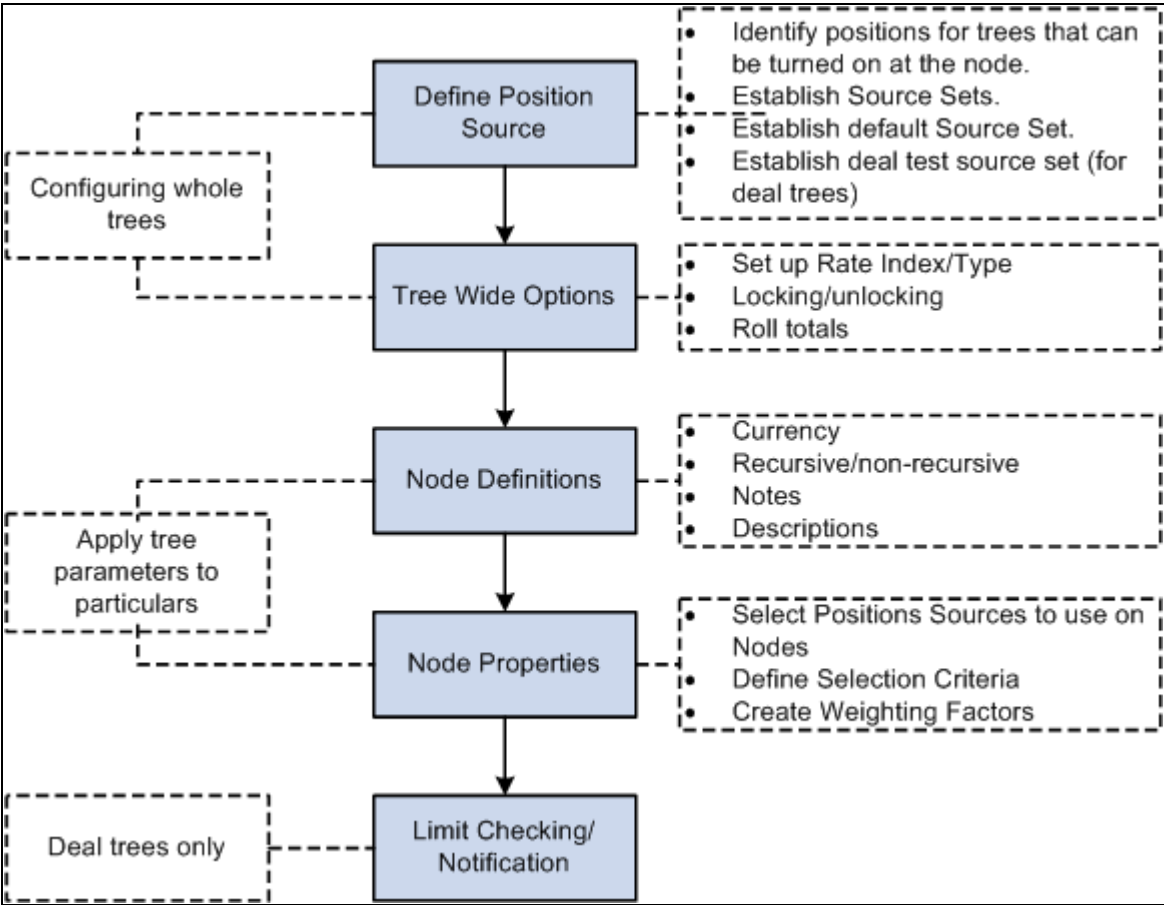 Define Position
Source
• Identify positions for trees that can
be turned on at the node.
• Establish Source Sets.
• Establish default Source Set.
• Establish deal test source set (for
deal trees)
Configuring whole
trees
Tree Wide Options
• Set up Rate Index/Type
• Locking/unlocking
• Roll totals
Node Definitions
• Currency
• Recursive/non-recursive
• Notes
• Descriptions
Apply tree
parameters to
particulars
Node Properties
• Select Positions Sources to use on
Nodes
• Define Selection Criteria
• Create Weighting Factors
Deal trees only
Limit Checking/
Notification